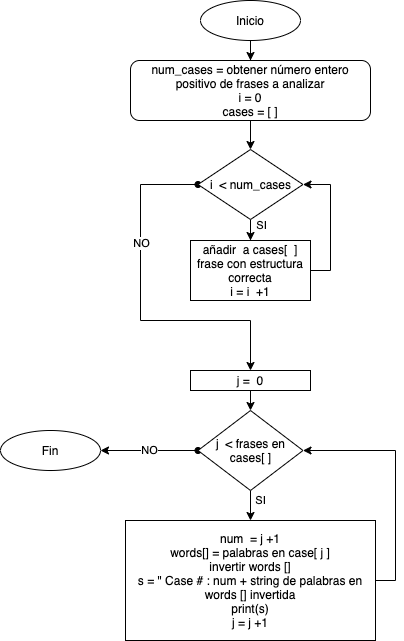 Inicio
num_cases = obtener número entero
positivo de frases a analizar
i = 0
cases = [ ]
i < num_cases
SI
NO
añadir a cases[ ]
frase con estructura
correcta
i = i +1
j = 0
j < frases en
cases[ ]
NO
Fin
SI
num = j +1
words[] = palabras en case[ j ]
invertir words []
s = " Case # : num + string de palabras en
words [] invertida
print(s)
j = j +1